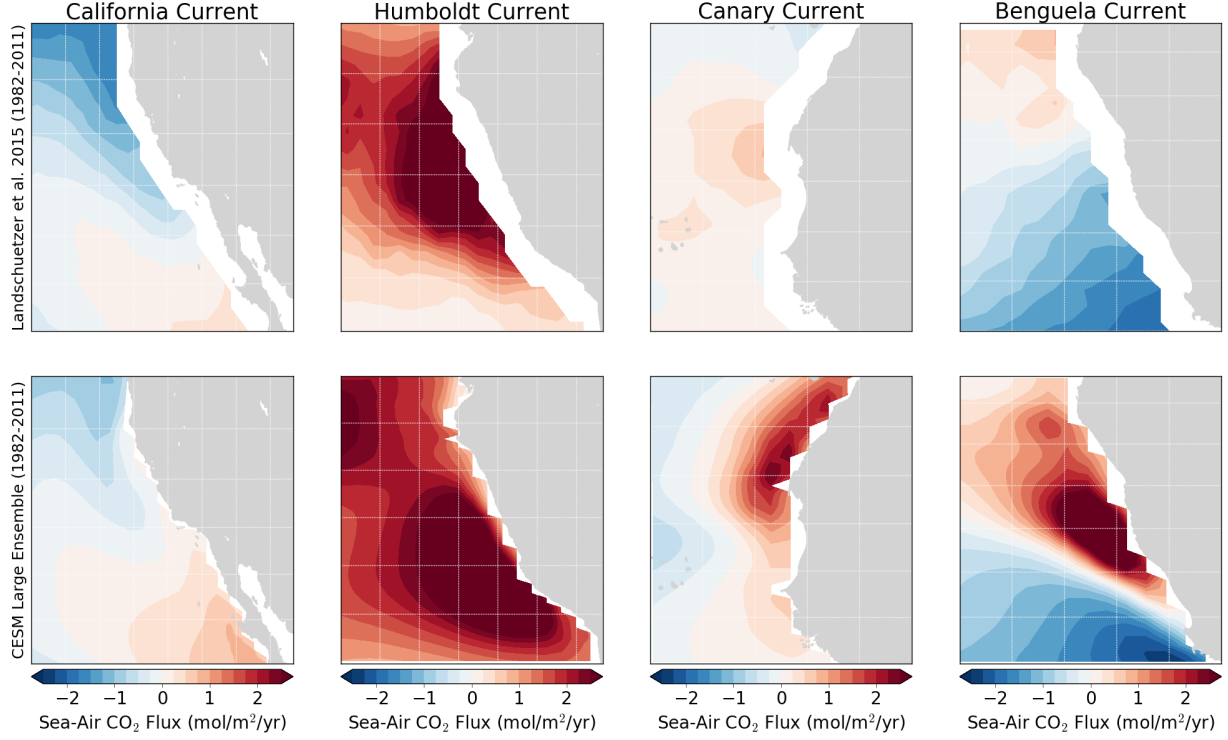 California Current
Humboldt Current
Canary Current
Benguela Current
Landschuetzer et al. 2015 (1982-2011)
CESM Large Ensemble (1982-2011)
−2 −1 0 1 2
Sea-Air CO₂ Flux (mol/m²/yr)
−2 −1 0 1 2
Sea-Air CO₂ Flux (mol/m²/yr)
−2 −1 0 1 2
Sea-Air CO₂ Flux (mol/m²/yr)
−2 −1 0 1 2
Sea-Air CO₂ Flux (mol/m²/yr)